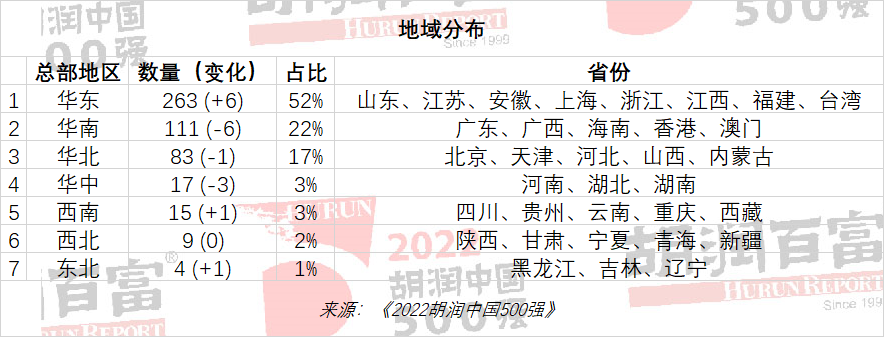 地域分布
总部地区 数量（变化） 占比 省份
1 华东 263 (+6) 52% 山东、江苏、安徽、上海、浙江、江西、福建、台湾
2 华南 111 (-6) 22% 广东、广西、海南、香港、澳门
3 华北 83 (-1) 17% 北京、天津、河北、山西、内蒙古
4 华中 17 (-3) 3% 河南、湖北、湖南
5 西南 15 (+1) 3% 四川、贵州、云南、重庆、西藏
6 西北 9 (0) 2% 陕西、甘肃、宁夏、青海、新疆
7 东北 4 (+1) 1% 黑龙江、吉林、辽宁
来源：《2022胡润中国500强》
胡润中国
500强
HURUN REPORT
Since 1999
2022
胡润中国
500强
胡润百富
HURUN REPORT
Since 1999
百富®
HURUN REPORT